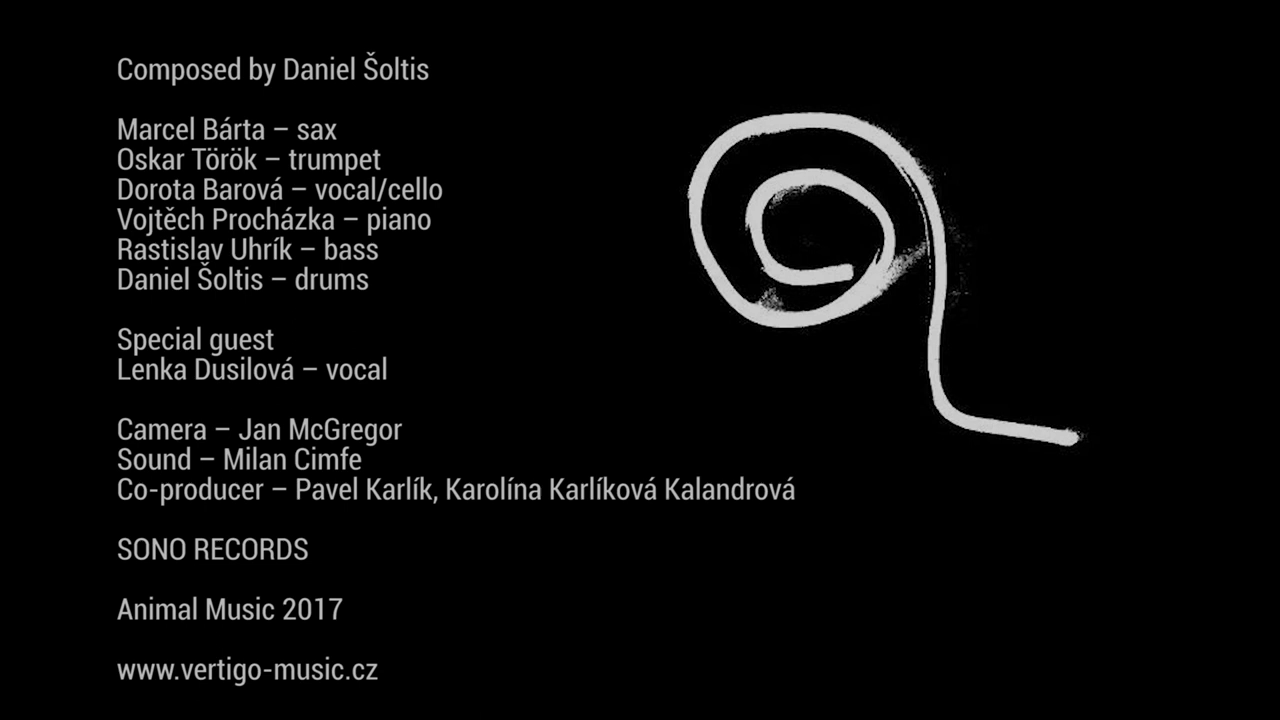 Composed by Daniel Šoltis
Marcel Bárta – sax
Oskar Török – trumpet
Dorota Barová – vocal/cello
Vojtěch Procházka – piano
Rastislav Uhrík – bass
Daniel Šoltis – drums
Special guest
Lenka Dusilová – vocal
Camera – Jan McGregor
Sound – Milan Cimfe
Co-producer – Pavel Karlík, Karolína Karlíková Kalandrová
SONO RECORDS
Animal Music 2017
www.vertigo-music.cz